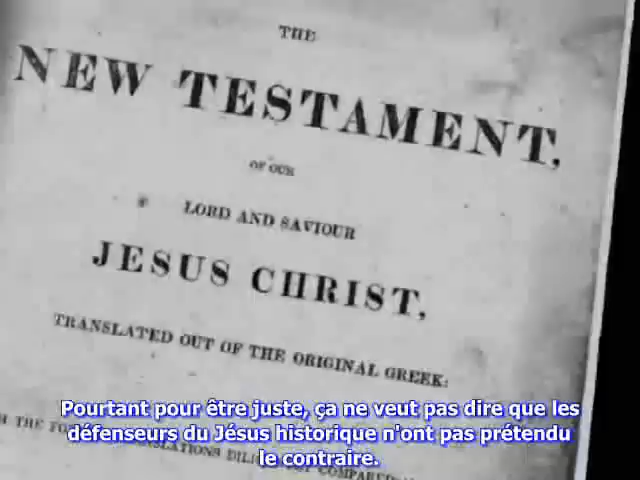 THE
NEW TESTAMENT,
OF OUR
LORD AND SAVIOUR
JESUS CHRIST,
TRANSLATED OUT OF THE ORIGINAL GREEK:
Pourtant pour être juste, ça ne veut pas dire que les
THE
défenseurs du Jésus historique n'ont pas prétendu
le contraire.